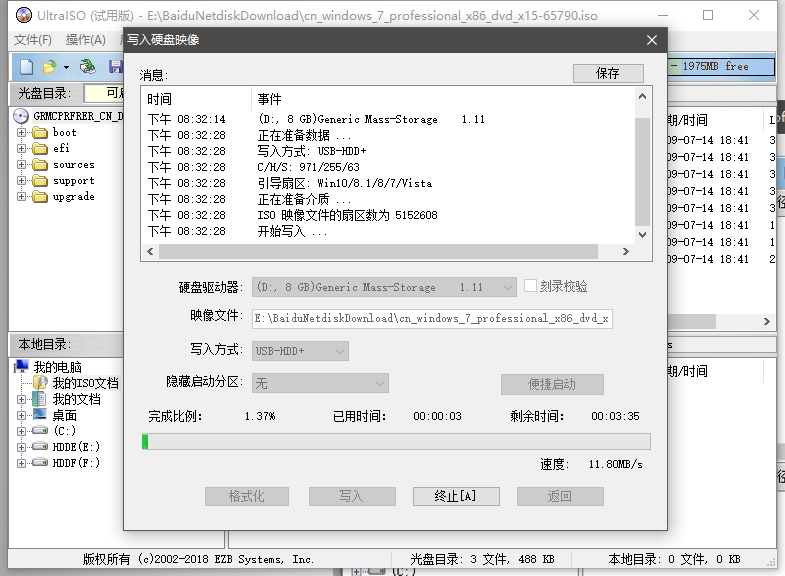 UltraISO (试用版) - E:\BaiduNetdiskDownload\cn_windows_7_professional_x86_dvd_x15-65790.iso
文件(F) 操作(A)
写入硬盘映像
- 1975MB free
光盘目录:
消息:
保存
时间 事件
下午 08:32:14 (D:, 8 GB)Generic Mass-Storage 1.11
下午 08:32:28 正在准备数据 ...
下午 08:32:28 写入方式: USB-HDD+
下午 08:32:28 C/H/S: 971/255/63
下午 08:32:28 引导扇区: Win10/8.1/8/7/Vista
下午 08:32:28 正在准备介质 ...
下午 08:32:28 ISO 映像文件的扇区数为 5152608
下午 08:32:28 开始写入 ...
GRMCPRFRER_CN_D
boot
efi
sources
support
upgrade
期/时间
09-07-14 18:41
09-07-14 18:41
09-07-14 18:41
09-07-14 18:41
09-07-14 18:41
09-07-14 18:41
09-07-14 18:41
09-07-14 18:41
硬盘驱动器: (D:, 8 GB)Generic Mass-Storage 1.11 刻录校验
映像文件: E:\BaiduNetdiskDownload\cn_windows_7_professional_x86_dvd_x
写入方式: USB-HDD+
隐藏启动分区: 无 便捷启动
完成比例: 1.37% 已用时间: 00:00:03 剩余时间: 00:03:35
速度: 11.80MB/s
格式化 写入 终止[A] 返回
本地目录:
我的电脑
我的ISO文档
我的文档
桌面
(C:)
HDDE(E:)
HDDF(F:)
期/时间
版权所有 (c)2002-2018 EZB Systems, Inc. 光盘目录: 3 文件, 488 KB 本地目录: 0 文件, 0 KB
(C:)